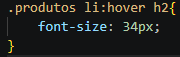 .produtos li:hover h2{
    font-size: 34px;
}